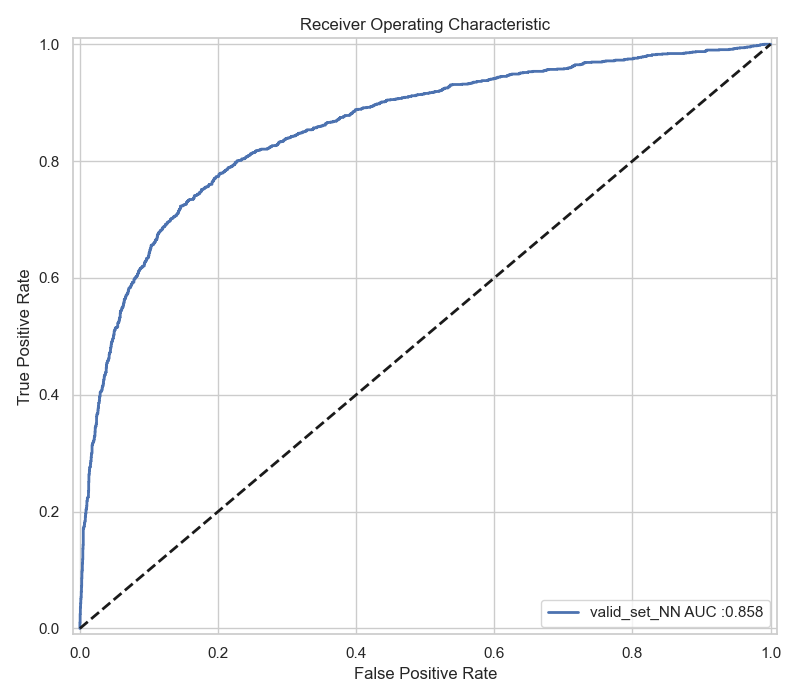 Receiver Operating Characteristic
1.0
0.8
0.6
0.4
0.2
0.0
True Positive Rate
valid_set_NN AUC :0.858
0.0 0.2 0.4 0.6 0.8 1.0
False Positive Rate